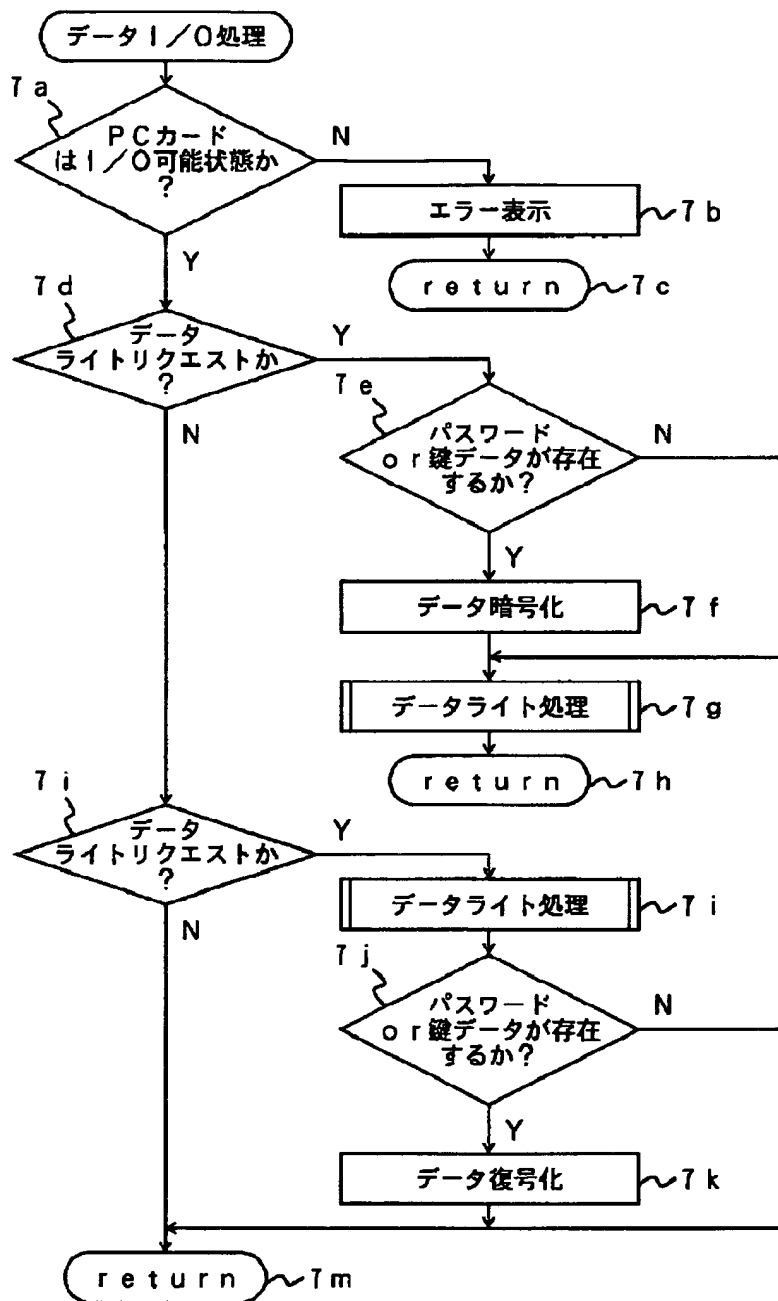 データI/O処理
7a
PCカード
はI/O可能状態か
?
N
エラー表示
7b
Y
return
7c
7d
データ
ライトリクエストか
?
Y
7e
N
パスワード
or鍵データが存在
するか?
N
Y
データ暗号化
7f
データライト処理
7g
return
7h
7i
データ
ライトリクエストか
?
Y
N
データライト処理
7i
7j
パスワード
or鍵データが存在
するか?
N
Y
データ復号化
7k
return
7m